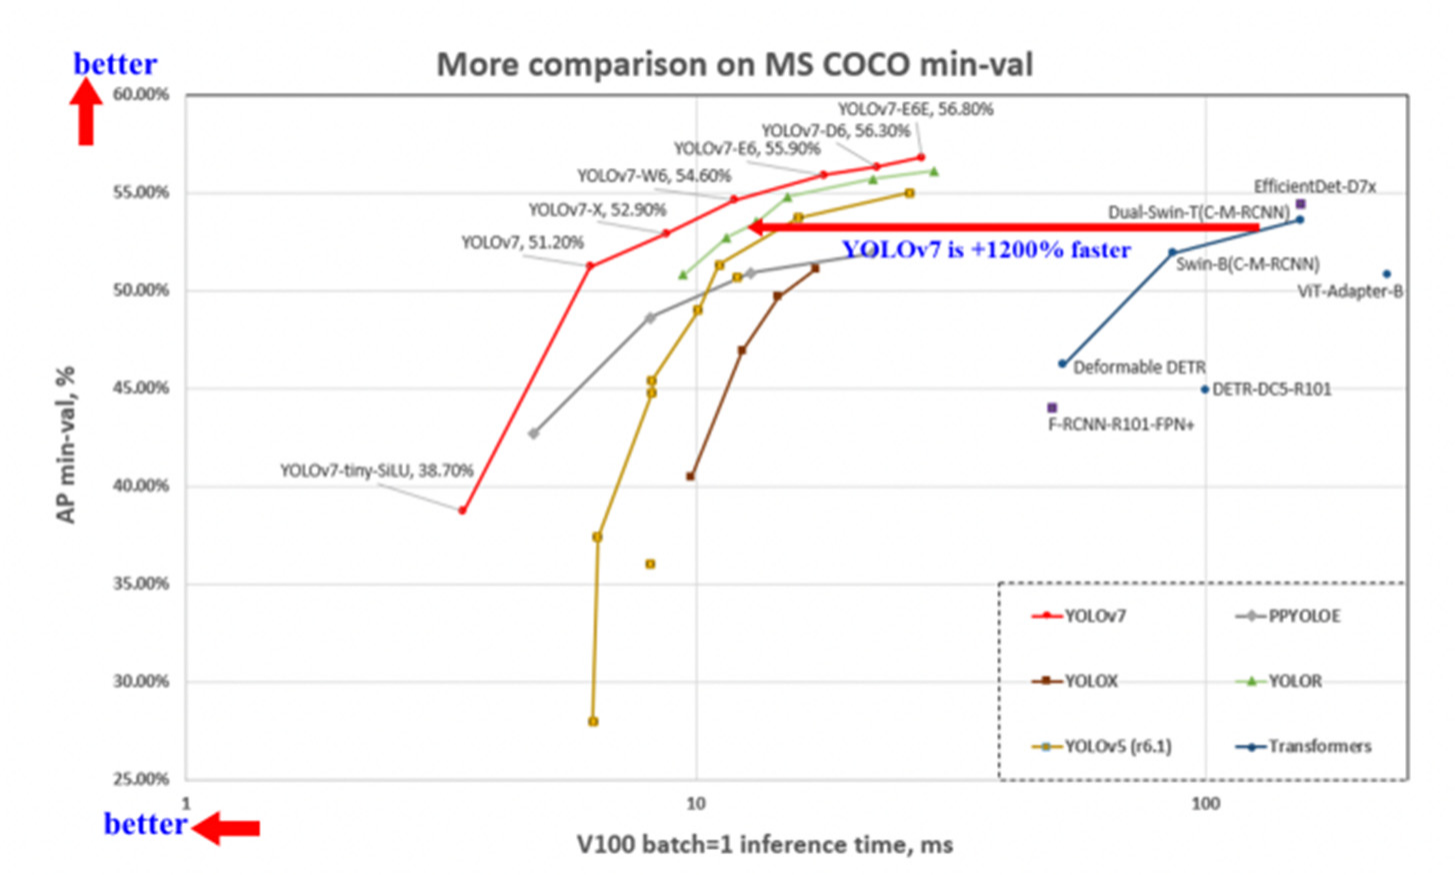 better
More comparison on MS COCO min-val
60.00%
YOLOv7-E6E, 56.80%
YOLOv7-D6, 56.30%
YOLOv7-E6, 55.90%
YOLOv7-W6, 54.60%
55.00%
EfficientDet-D7x
YOLOv7-X, 52.90%
Dual-Swin-T(C-M-RCNN)
YOLOv7, 51.20%
YOLOv7 is +1200% faster
Swin-B(C-M-RCNN)
50.00%
ViT-Adapter-B
Deformable DETR
45.00%
DETR-DC5-R101
F-RCNN-R101-FPN+
AP min-val, %
YOLOv7-tiny-SiLU, 38.70%
40.00%
35.00%
YOLOv7
PPYOLOE
30.00%
YOLOX
YOLOR
YOLOv5 (r6.1)
Transformers
25.00%
1
10
100
better
V100 batch=1 inference time, ms